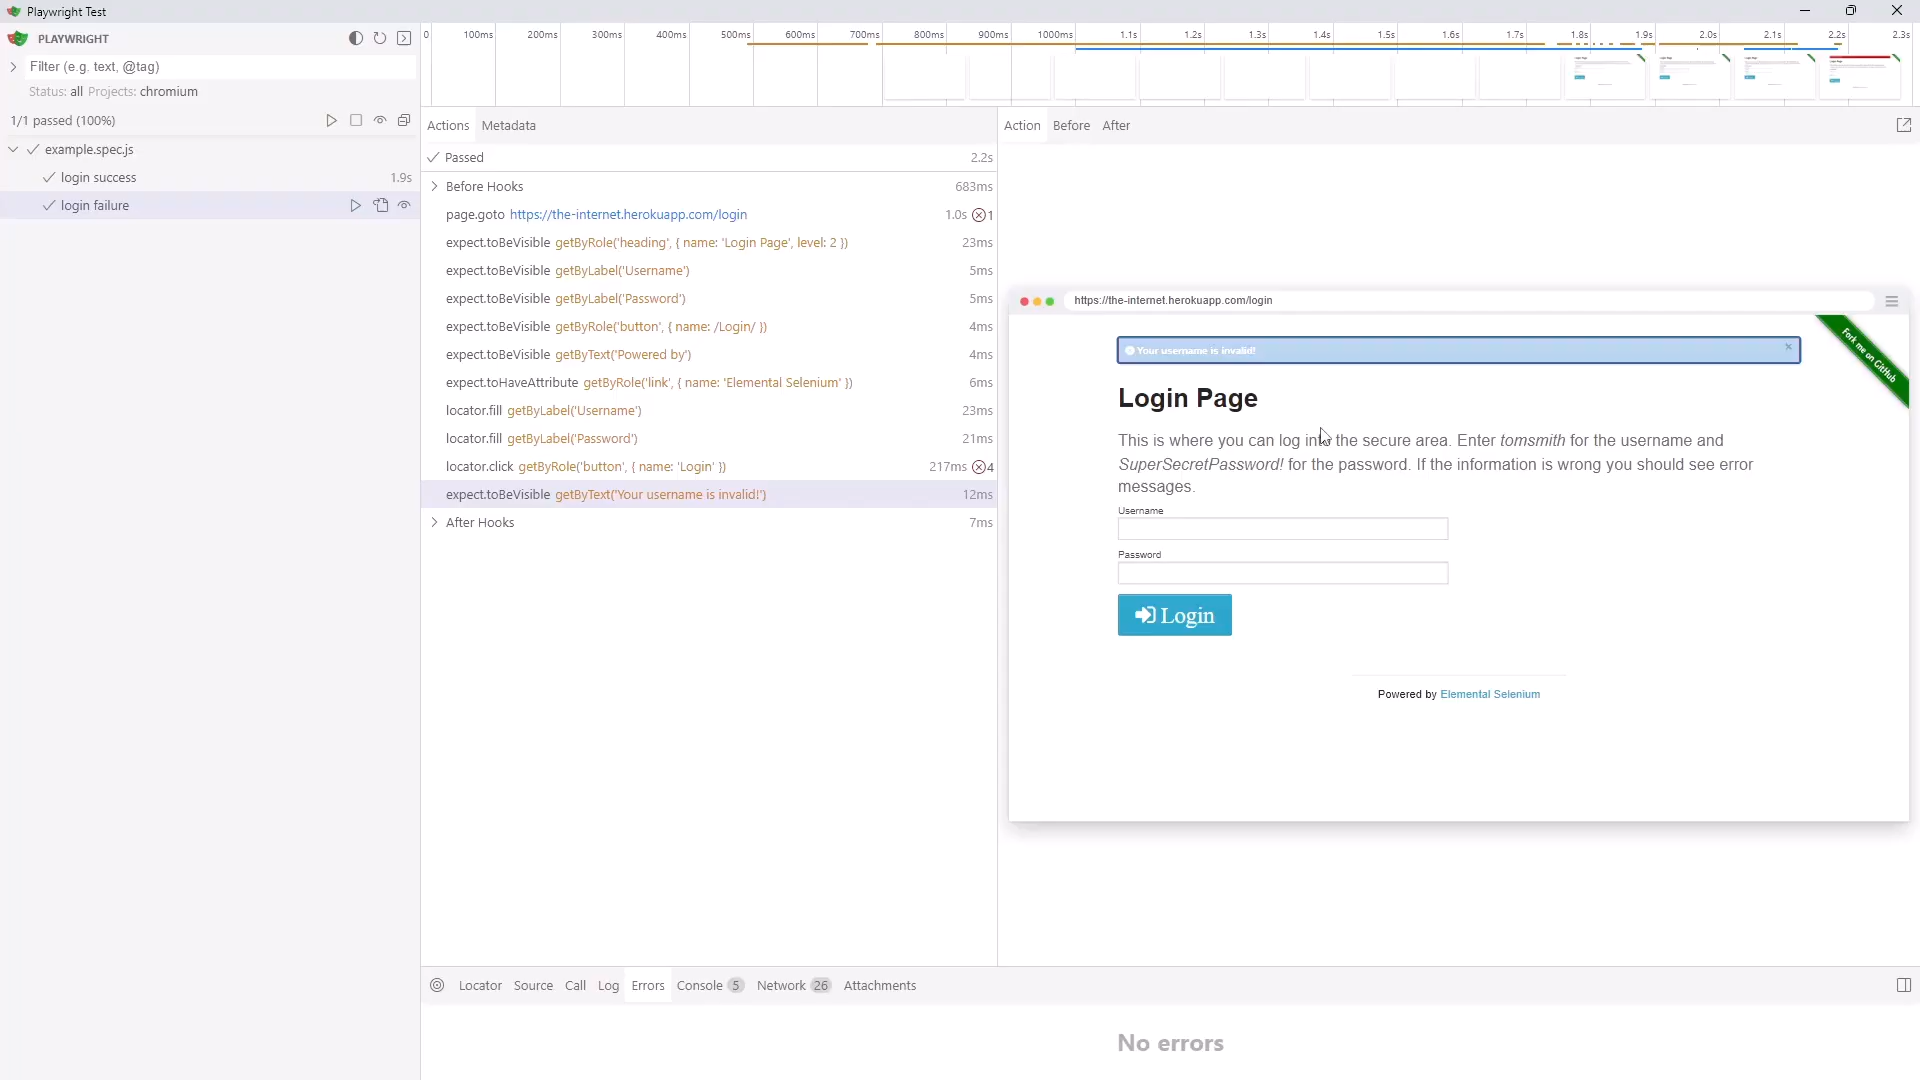 Playwright Test
PLAYWRIGHT
Filter (e.g. text, @tag)
Status: all Projects: chromium
1/1 passed (100%)
example.spec.js
login success 1.9s
login failure
0 100ms 200ms 300ms 400ms 500ms 600ms 700ms 800ms 900ms 1000ms 1.1s 1.2s 1.3s 1.4s 1.5s 1.6s 1.7s 1.8s 1.9s 2.0s 2.1s 2.2s 2.3s
Actions Metadata
Passed 2.2s
Before Hooks 683ms
page.goto https://the-internet.herokuapp.com/login 1.0s 1
expect.toBeVisible getByRole('heading', { name: 'Login Page', level: 2 }) 23ms
expect.toBeVisible getByLabel('Username') 5ms
expect.toBeVisible getByLabel('Password') 5ms
expect.toBeVisible getByRole('button', { name: /Login/ }) 4ms
expect.toBeVisible getByText('Powered by') 4ms
expect.toHaveAttribute getByRole('link', { name: 'Elemental Selenium' }) 6ms
locator.fill getByLabel('Username') 23ms
locator.fill getByLabel('Password') 21ms
locator.click getByRole('button', { name: 'Login' }) 217ms 4
expect.toBeVisible getByText('Your username is invalid!') 12ms
After Hooks 7ms
Action Before After
https://the-internet.herokuapp.com/login
Your username is invalid!
Fork me on GitHub
Login Page
This is where you can log into the secure area. Enter tomsmith for the username and
SuperSecretPassword! for the password. If the information is wrong you should see error
messages.
Username
Password
Login
Powered by Elemental Selenium
Locator Source Call Log Errors Console 5 Network 26 Attachments
No errors